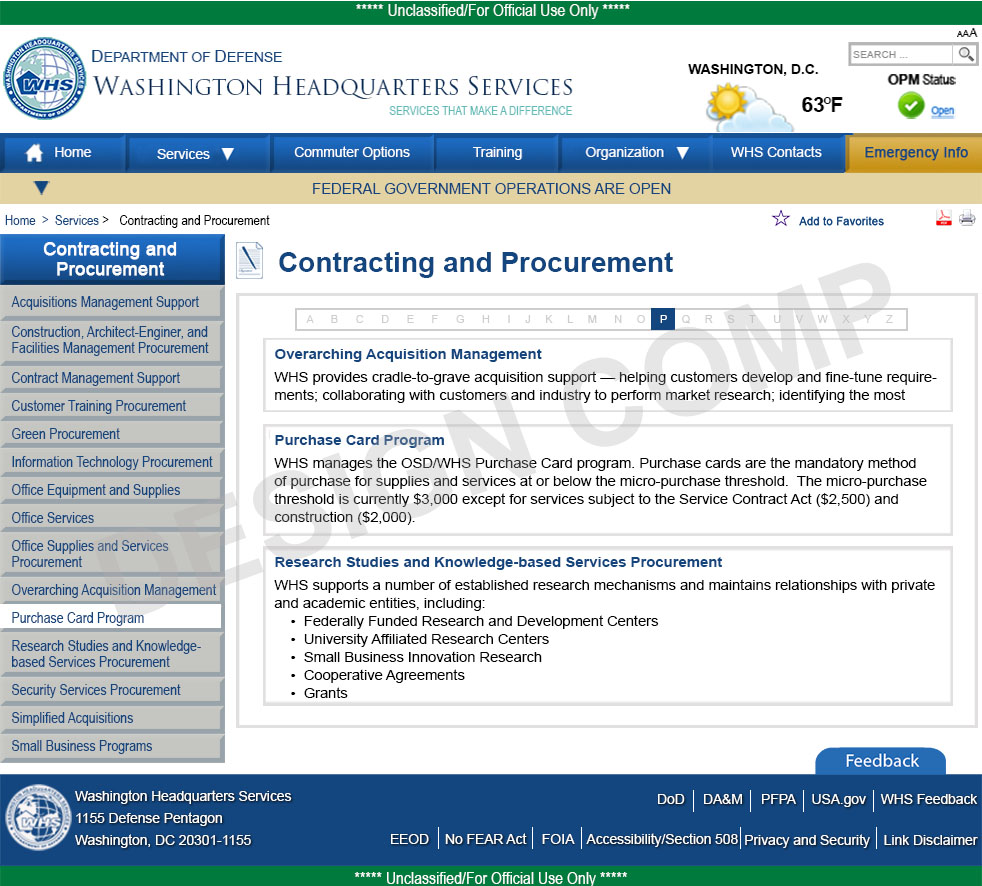 ***** Unclassified/For Official Use Only *****
AAA
DEPARTMENT OF DEFENSE
WASHINGTON HEADQUARTERS SERVICES
SERVICES THAT MAKE A DIFFERENCE
WHS
WASHINGTON, D.C.
63°F
SEARCH ...
OPM Status
Open
Home
Services
Commuter Options
Training
Organization
WHS Contacts
Emergency Info
FEDERAL GOVERNMENT OPERATIONS ARE OPEN
Home > Services > Contracting and Procurement
Add to Favorites
Contracting and
Procurement
Acquisitions Management Support
Construction, Architect-Enginer, and
Facilities Management Procurement
Contract Management Support
Customer Training Procurement
Green Procurement
Information Technology Procurement
Office Equipment and Supplies
Office Services
Office Supplies and Services
Procurement
Overarching Acquisition Management
Purchase Card Program
Research Studies and Knowledge-
based Services Procurement
Security Services Procurement
Simplified Acquisitions
Small Business Programs
Contracting and Procurement
A B C D E F G H I J K L M N O P Q R S T U V W X Y Z
Overarching Acquisition Management
WHS provides cradle-to-grave acquisition support — helping customers develop and fine-tune require-
ments; collaborating with customers and industry to perform market research; identifying the most
Purchase Card Program
WHS manages the OSD/WHS Purchase Card program. Purchase cards are the mandatory method
of purchase for supplies and services at or below the micro-purchase threshold. The micro-purchase
threshold is currently $3,000 except for services subject to the Service Contract Act ($2,500) and
construction ($2,000).
Research Studies and Knowledge-based Services Procurement
WHS supports a number of established research mechanisms and maintains relationships with private
and academic entities, including:
• Federally Funded Research and Development Centers
• University Affiliated Research Centers
• Small Business Innovation Research
• Cooperative Agreements
• Grants
DESIGN COMP
Feedback
WHS
Washington Headquarters Services
1155 Defense Pentagon
Washington, DC 20301-1155
DoD | DA&M | PFPA | USA.gov | WHS Feedback
EEOD | No FEAR Act | FOIA | Accessibility/Section 508 | Privacy and Security | Link Disclaimer
***** Unclassified/For Official Use Only *****